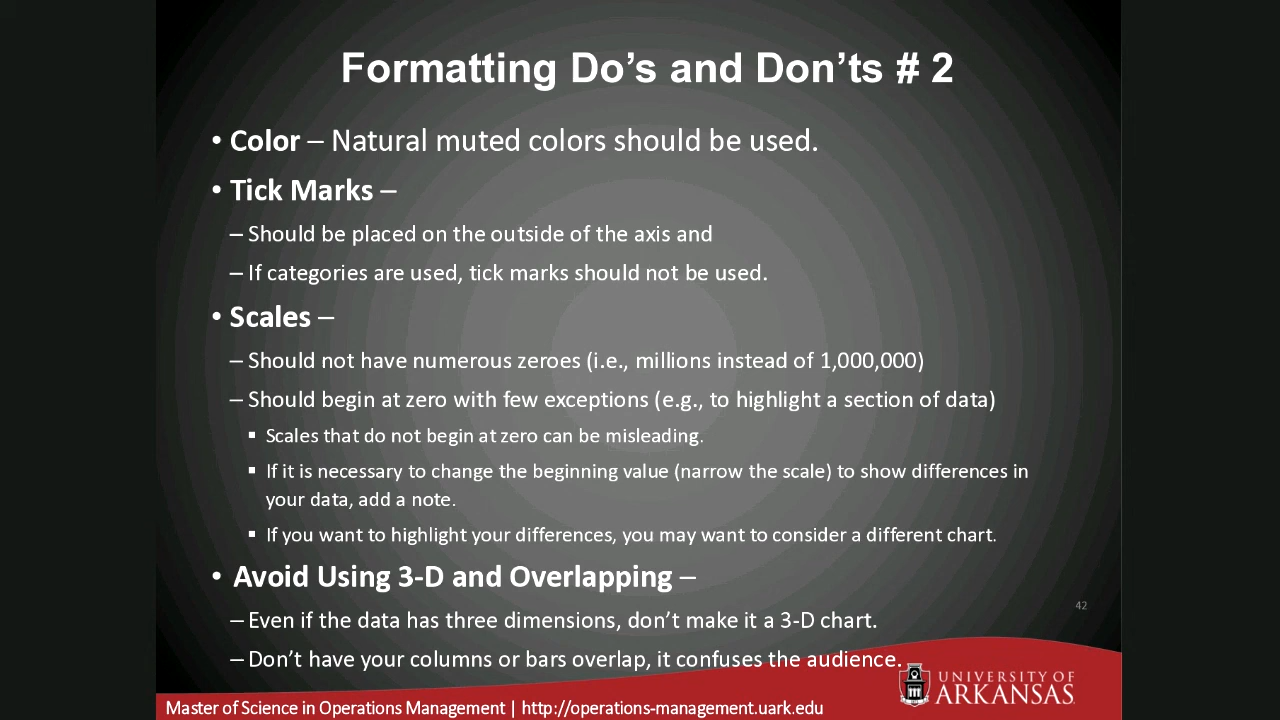 Formatting Do's and Don'ts # 2
• Color – Natural muted colors should be used.
• Tick Marks –
– Should be placed on the outside of the axis and
– If categories are used, tick marks should not be used.
• Scales –
– Should not have numerous zeroes (i.e., millions instead of 1,000,000)
– Should begin at zero with few exceptions (e.g., to highlight a section of data)
▪ Scales that do not begin at zero can be misleading.
▪ If it is necessary to change the beginning value (narrow the scale) to show differences in
your data, add a note.
▪ If you want to highlight your differences, you may want to consider a different chart.
• Avoid Using 3-D and Overlapping –
42
– Even if the data has three dimensions, don't make it a 3-D chart.
– Don't have your columns or bars overlap, it confuses the audience.
UNIVERSITY OF
ARKANSAS
Master of Science in Operations Management | http://operations-management.uark.edu